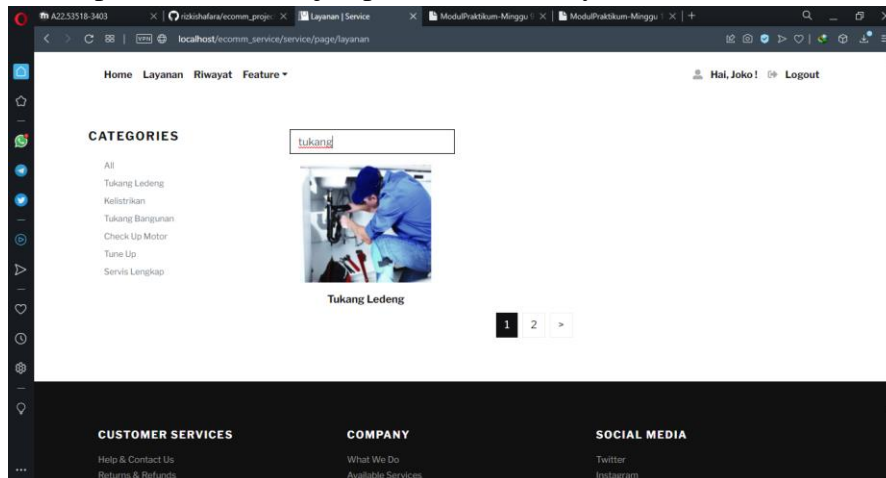 A22.53518-3403
rizkishafara/ecomm_projec
Layanan | Service
ModulPraktikum-Minggu
ModulPraktikum-Minggu 1
VPN
localhost/ecomm_service/service/page/layanan
Home Layanan Riwayat Feature
Hai, Joko !
Logout
CATEGORIES
All
Tukang Ledeng
Kelistrikan
Tukang Bangunan
Check Up Motor
Tune Up
Servis Lengkap
tukang
Tukang Ledeng
1 2 >
CUSTOMER SERVICES
Help & Contact Us
Returns & Refunds
COMPANY
What We Do
Available Services
SOCIAL MEDIA
Twitter
Instagram